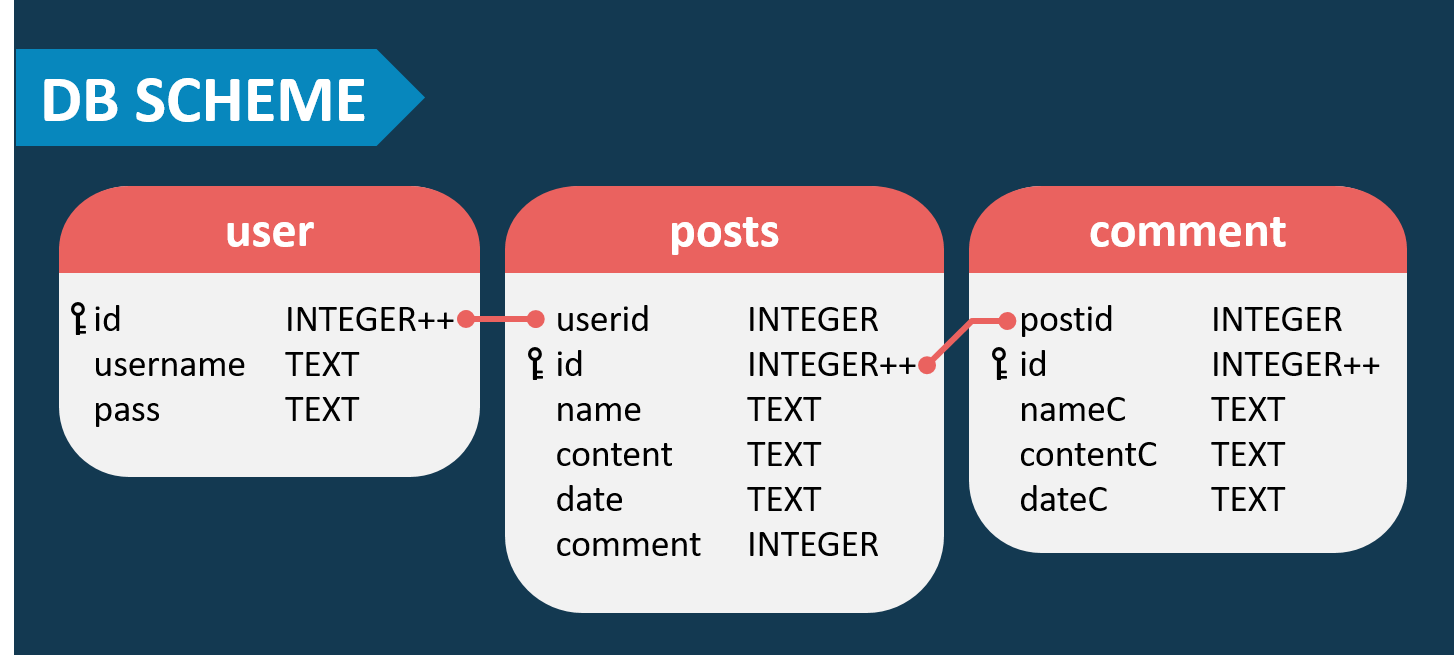 DB SCHEME
user
id INTEGER++
username TEXT
pass TEXT
posts
userid INTEGER
id INTEGER++
name TEXT
content TEXT
date TEXT
comment INTEGER
comment
postid INTEGER
id INTEGER++
nameC TEXT
contentC TEXT
dateC TEXT